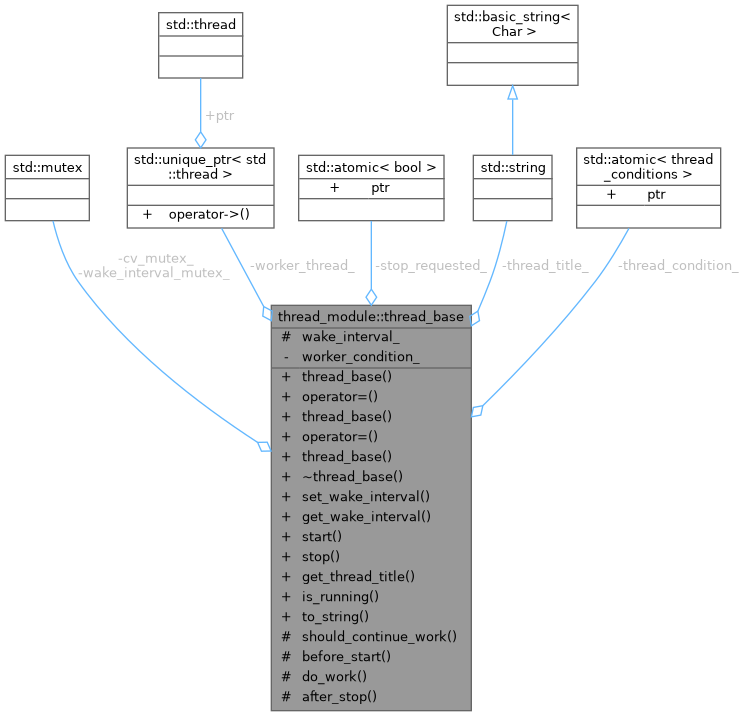 std::thread
std::basic_string<
Char >
+ptr
std::mutex
std::unique_ptr< std
::thread >
+ operator->()
std::atomic< bool >
+ ptr
std::string
std::atomic< thread
_conditions >
+ ptr
-cv_mutex_
-wake_interval_mutex_
-worker_thread_
-stop_requested_
-thread_title_
-thread_condition_
thread_module::thread_base
# wake_interval_
- worker_condition_
+ thread_base()
+ operator=()
+ thread_base()
+ operator=()
+ thread_base()
+ ~thread_base()
+ set_wake_interval()
+ get_wake_interval()
+ start()
+ stop()
+ get_thread_title()
+ is_running()
+ to_string()
# should_continue_work()
# before_start()
# do_work()
# after_stop()